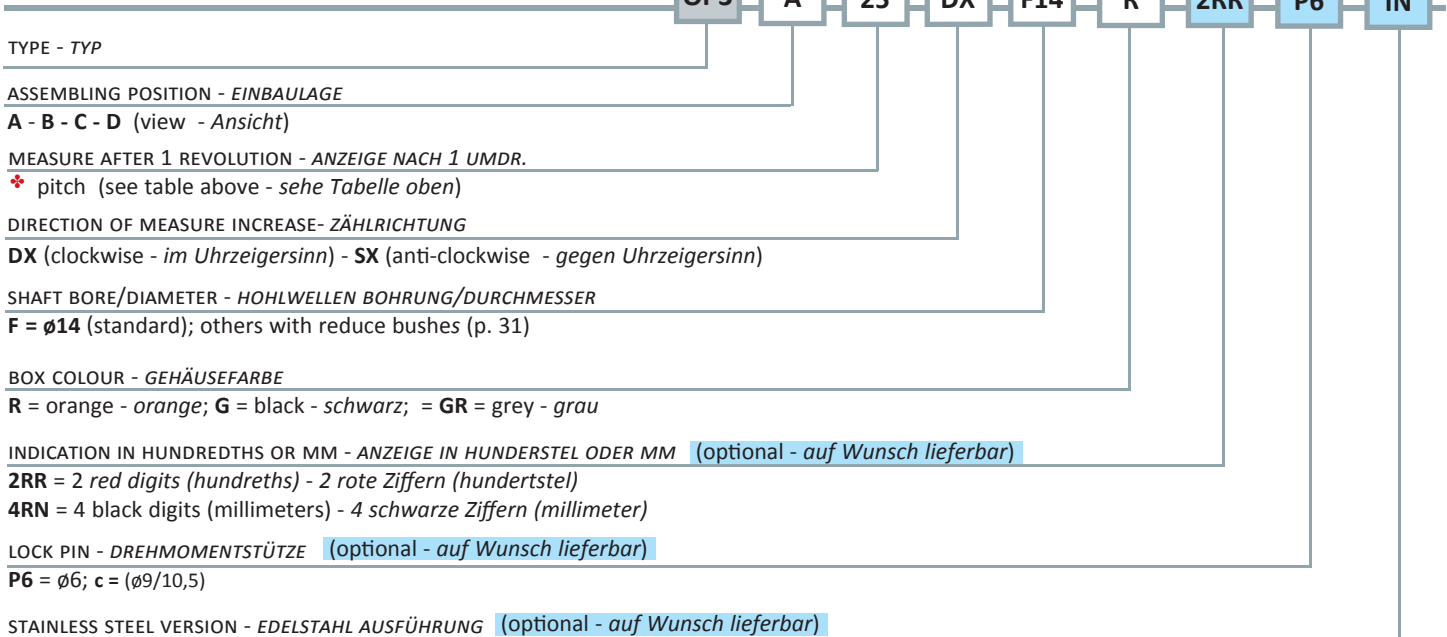 OP3 A 25 DX F14 R 2RR P6 IN
TYPE - TYP
ASSEMBLING POSITION - EINBAULAGE
A - B - C - D (view - Ansicht)
MEASURE AFTER 1 REVOLUTION - ANZEIGE NACH 1 UMDR.
✤ pitch (see table above - sehe Tabelle oben)
DIRECTION OF MEASURE INCREASE- ZÄHLRICHTUNG
DX (clockwise - im Uhrzeigersinn) - SX (anti-clockwise - gegen Uhrzeigersinn)
SHAFT BORE/DIAMETER - HOHLWELLEN BOHRUNG/DURCHMESSER
F = ø14 (standard); others with reduce bushes (p. 31)
BOX COLOUR - GEHÄUSEFARBE
R = orange - orange; G = black - schwarz; = GR = grey - grau
INDICATION IN HUNDREDTHS OR MM - ANZEIGE IN HUNDERSTEL ODER MM (optional - auf Wunsch lieferbar)
2RR = 2 red digits (hundreths) - 2 rote Ziffern (hundertstel)
4RN = 4 black digits (millimeters) - 4 schwarze Ziffern (millimeter)
LOCK PIN - DREHMOMENTSTÜTZE (optional - auf Wunsch lieferbar)
P6 = ø6; c = (ø9/10,5)
STAINLESS STEEL VERSION - EDELSTAHL AUSFÜHRUNG (optional - auf Wunsch lieferbar)